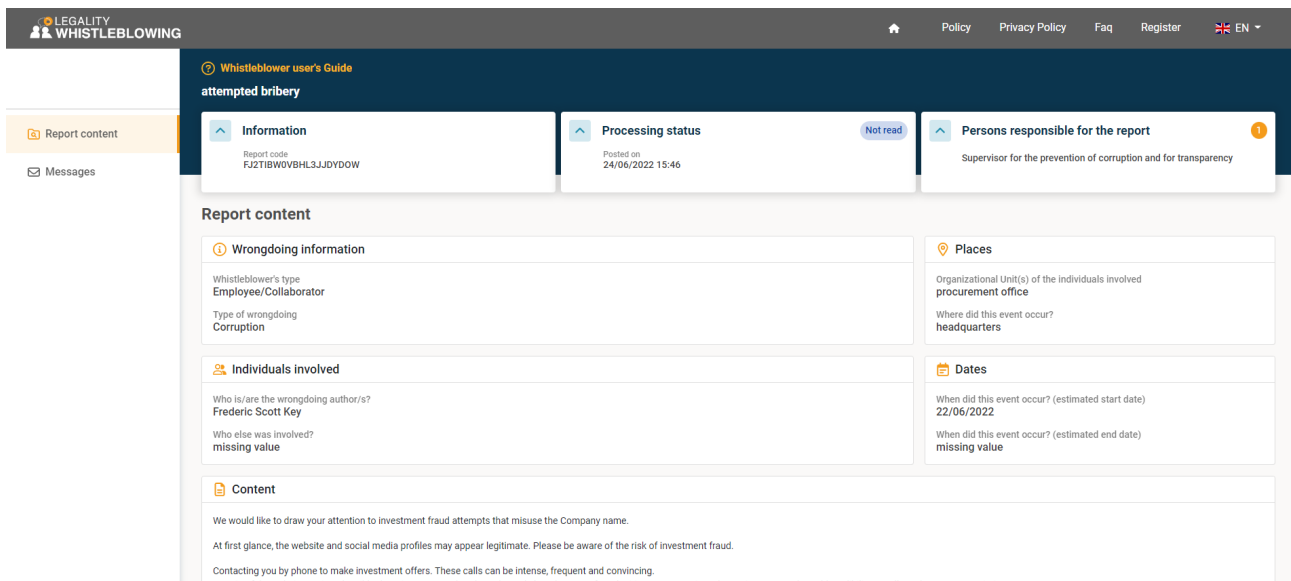 LEGALITY
WHISTLEBLOWING
Policy
Privacy Policy
Faq
Register
EN
Whistleblower user's Guide
attempted bribery
Report content
Messages
Information
Report code
FJ2TIBW0VBHL3JJDYDOW
Processing status
Not read
Posted on
24/06/2022 15:46
Persons responsible for the report
1
Supervisor for the prevention of corruption and for transparency
Report content
Wrongdoing information
Whistleblower's type
Employee/Collaborator
Type of wrongdoing
Corruption
Places
Organizational Unit(s) of the individuals involved
procurement office
Where did this event occur?
headquarters
Individuals involved
Who is/are the wrongdoing author/s?
Frederic Scott Key
Who else was involved?
missing value
Dates
When did this event occur? (estimated start date)
22/06/2022
When did this event occur? (estimated end date)
missing value
Content
We would like to draw your attention to investment fraud attempts that misuse the Company name.
At first glance, the website and social media profiles may appear legitimate. Please be aware of the risk of investment fraud.
Contacting you by phone to make investment offers. These calls can be intense, frequent and convincing.